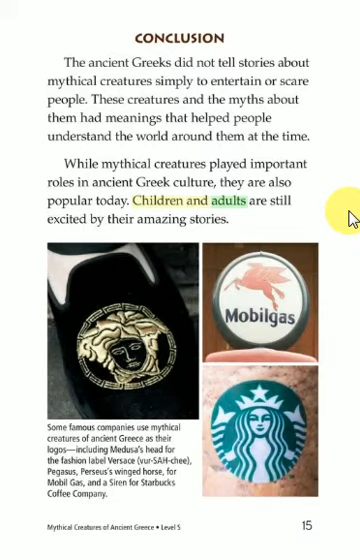 CONCLUSION
The ancient Greeks did not tell stories about
mythical creatures simply to entertain or scare
people. These creatures and the myths about
them had meanings that helped people
understand the world around them at the time.
While mythical creatures played important
roles in ancient Greek culture, they are also
popular today. Children and adults are still
excited by their amazing stories.
Mobilgas
Some famous companies use mythical
creatures of ancient Greece as their
logos—including Medusa's head for
the fashion label Versace (vur-SAH-chee),
Pegasus, Perseus's winged horse, for
Mobil Gas, and a Siren for Starbucks
Coffee Company.
Mythical Creatures of Ancient Greece • Level S
15